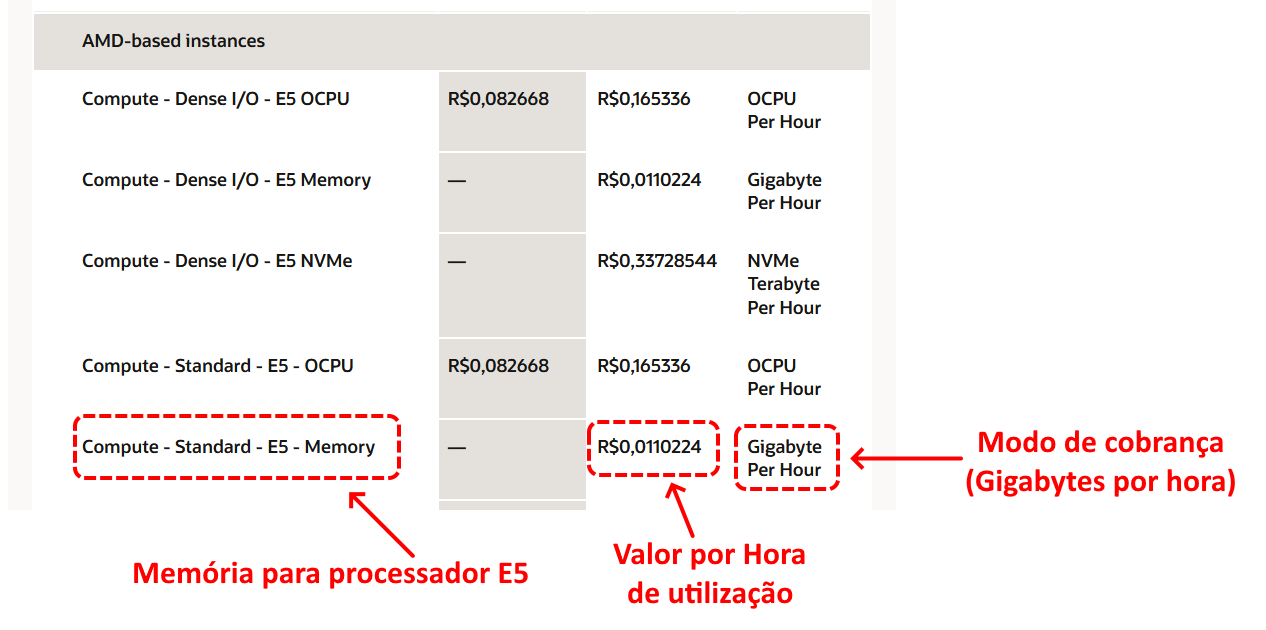 AMD-based instances
Compute - Dense I/O - E5 OCPU R$0,082668 R$0,165336 OCPU
Per Hour
Compute - Dense I/O - E5 Memory — R$0,0110224 Gigabyte
Per Hour
Compute - Dense I/O - E5 NVMe — R$0,33728544 NVMe
Terabyte
Per Hour
Compute - Standard - E5 - OCPU R$0,082668 R$0,165336 OCPU
Per Hour
Compute - Standard - E5 - Memory — R$0,0110224 Gigabyte
Per Hour
Modo de cobrança
(Gigabytes por hora)
Memória para processador E5
Valor por Hora
de utilização